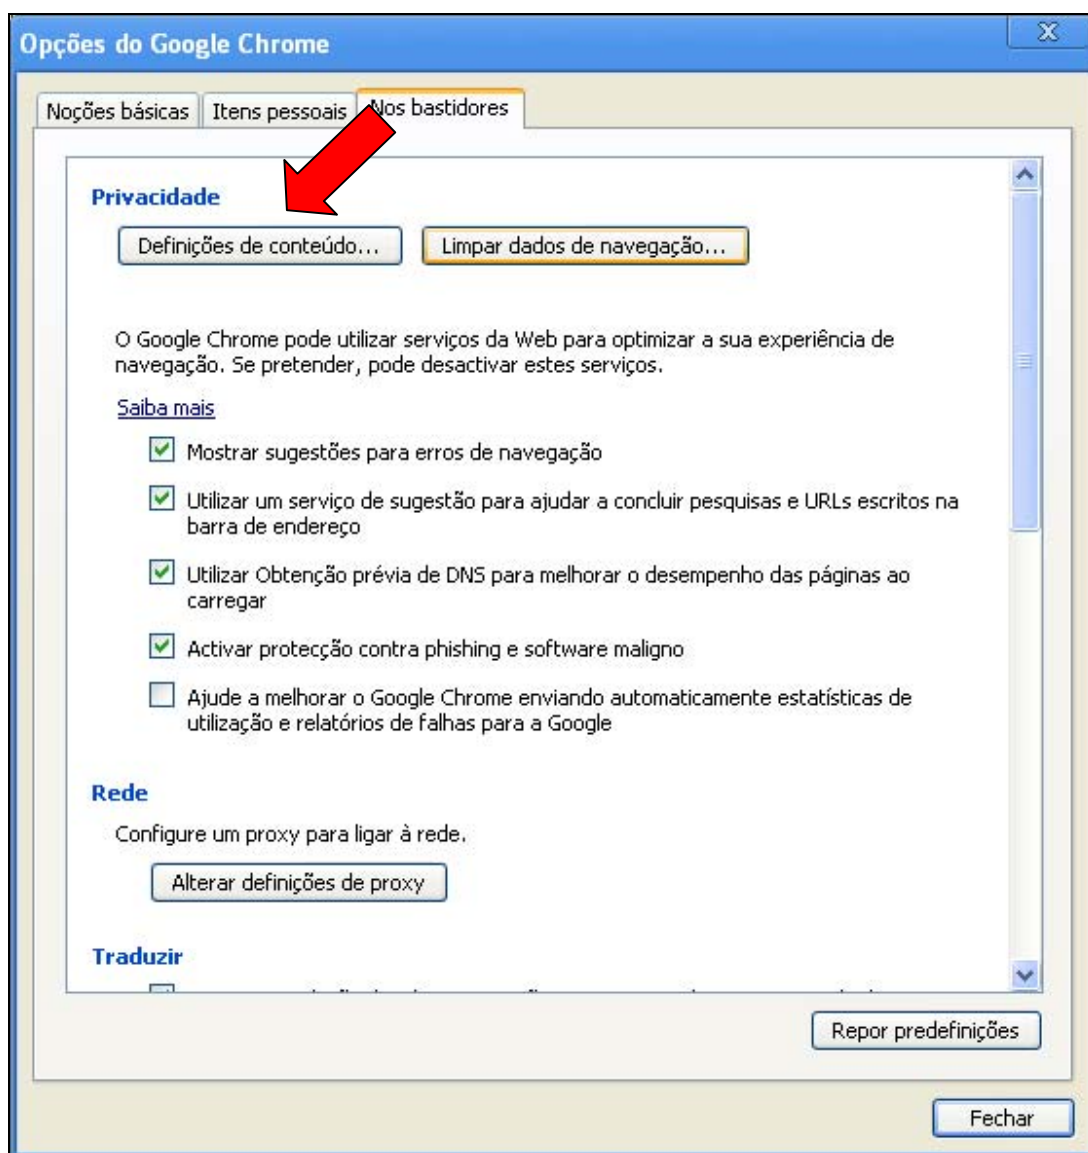 Opções do Google Chrome
Noções básicas
Itens pessoais
Nos bastidores
Privacidade
Definições de conteúdo...
Limpar dados de navegação...
O Google Chrome pode utilizar serviços da Web para optimizar a sua experiência de
navegação. Se pretender, pode desactivar estes serviços.
Saiba mais
Mostrar sugestões para erros de navegação
Utilizar um serviço de sugestão para ajudar a concluir pesquisas e URLs escritos na
barra de endereço
Utilizar Obtenção prévia de DNS para melhorar o desempenho das páginas ao
carregar
Activar protecção contra phishing e software maligno
Ajude a melhorar o Google Chrome enviando automaticamente estatísticas de
utilização e relatórios de falhas para a Google
Rede
Configure um proxy para ligar à rede.
Alterar definições de proxy
Traduzir
Repor predefinições
Fechar